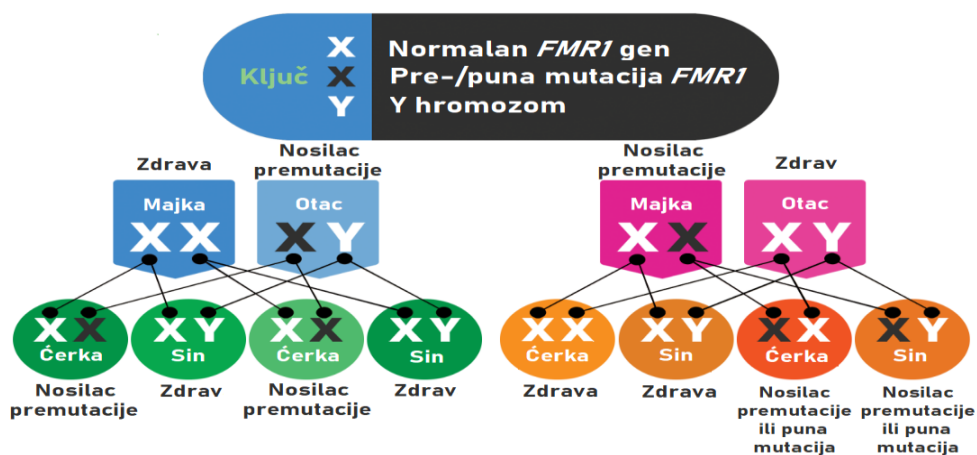 Ključ
X Normalan FMR1 gen
X Pre-/puna mutacija FMR1
Y Y hromozom
Zdrava
Nosilac
premutacije
Majka
X X
Otac
X Y
Nosilac
premutacije
Zdrav
Majka
X X
Otac
X Y
X X
Ćerka
X Y
Sin
X X
Ćerka
X Y
Sin
Nosilac
premutacije
Zdrav
Nosilac
premutacije
Zdrav
X X
Ćerka
X Y
Sin
X X
Ćerka
X Y
Sin
Zdrava
Zdrava
Nosilac
premutacije
ili puna
mutacija
Nosilac
premutacije
ili puna
mutacija